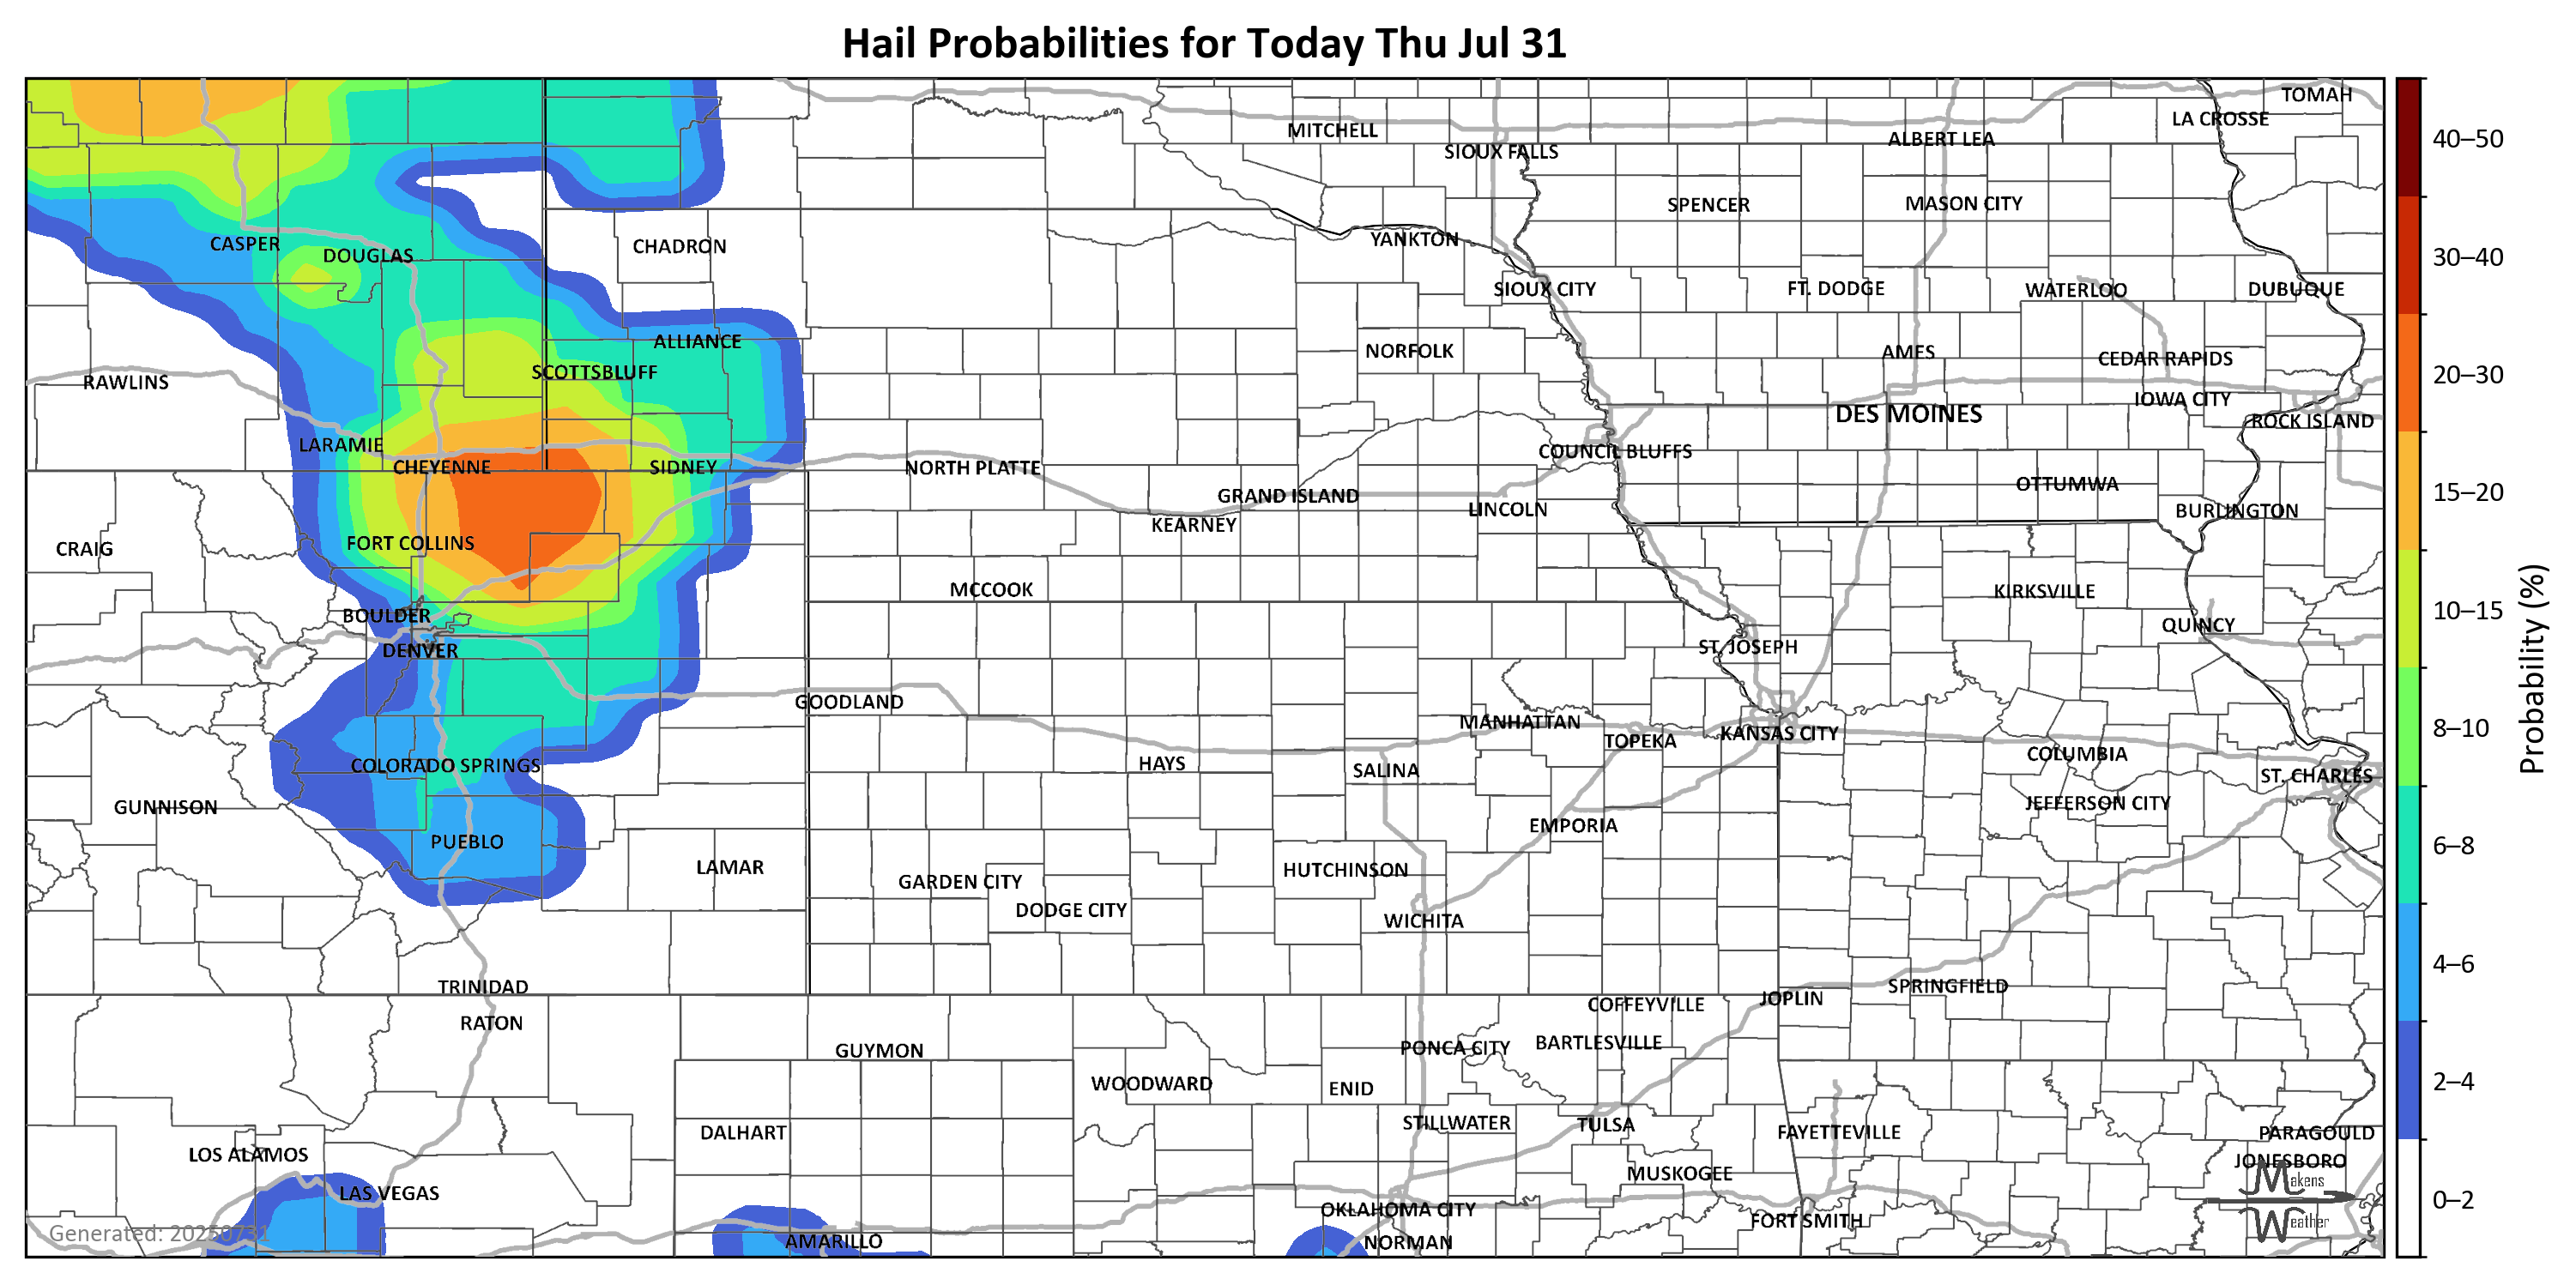 Hail Probabilities for Today Thu Jul 31
TOMAH
LA CROSSE
MITCHELL
ALBERT LEA
SIOUX FALLS
SPENCER
MASON CITY
YANKTON
CASPER
CHADRON
DOUGLAS
SIOUX CITY
FT. DODGE
WATERLOO
DUBUQUE
ALLIANCE
NORFOLK
AMES
CEDAR RAPIDS
SCOTTSBLUFF
RAWLINS
IOWA CITY
DES MOINES
ROCK ISLAND
LARAMIE
COUNCIL BLUFFS
CHEYENNE
SIDNEY
NORTH PLATTE
OTTUMWA
GRAND ISLAND
LINCOLN
BURLINGTON
KEARNEY
FORT COLLINS
CRAIG
MCCOOK
KIRKSVILLE
BOULDER
QUINCY
DENVER
ST. JOSEPH
GOODLAND
MANHATTAN
KANSAS CITY
TOPEKA
COLUMBIA
COLORADO SPRINGS
HAYS
SALINA
ST. CHARLES
GUNNISON
JEFFERSON CITY
EMPORIA
PUEBLO
LAMAR
HUTCHINSON
GARDEN CITY
DODGE CITY
WICHITA
TRINIDAD
SPRINGFIELD
JOPLIN
COFFEYVILLE
RATON
BARTLESVILLE
GUYMON
PONCA CITY
WOODWARD
ENID
STILLWATER
TULSA
DALHART
FAYETTEVILLE
PARAGOULD
LOS ALAMOS
JONESBORO
MUSKOGEE
LAS VEGAS
OKLAHOMA CITY
FORT SMITH
AMARILLO
NORMAN
Generated: 20250731
Makens
Weather
40–50
30–40
20–30
15–20
10–15
8–10
6–8
4–6
2–4
0–2
Probability (%)